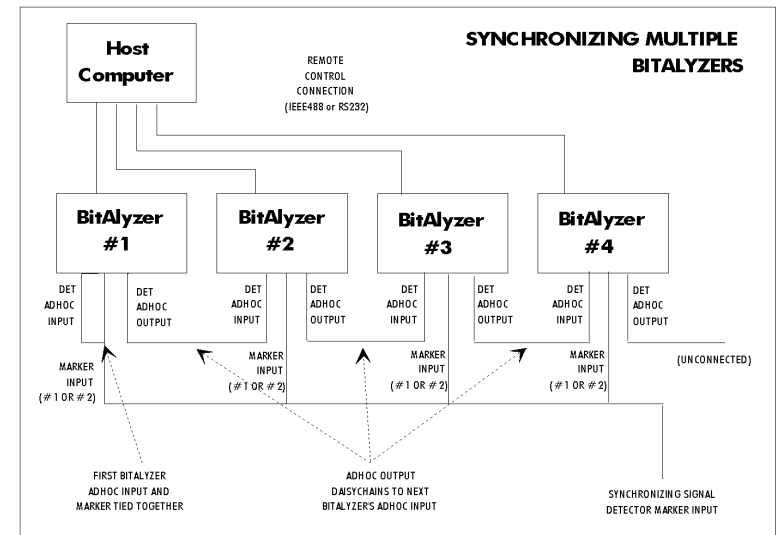 SYNCHRONIZING MULTIPLE
BITALYZERS
Host
Computer
REMOTE
CONTROL
CONNECTION
(IEEE488 or RS232)
BitAlyzer
#1
BitAlyzer
#2
BitAlyzer
#3
BitAlyzer
#4
DET
ADHOC
INPUT
DET
ADHOC
OUTPUT
DET
ADHOC
INPUT
DET
ADHOC
OUTPUT
DET
ADHOC
INPUT
DET
ADHOC
OUTPUT
DET
ADHOC
INPUT
DET
ADHOC
OUTPUT
MARKER
INPUT
(#1 OR #2)
MARKER
INPUT
(#1 OR #2)
MARKER
INPUT
(#1 OR #2)
MARKER
INPUT
(#1 OR #2)
(UNCONNECTED)
FIRST BITALYZER
ADHOC INPUT AND
MARKER TIED TOGETHER
ADHOC OUTPUT
DAISYCHAINS TO NEXT
BITALYZER'S ADHOC INPUT
SYNCHRONIZING SIGNAL
DETECTOR MARKER INPUT